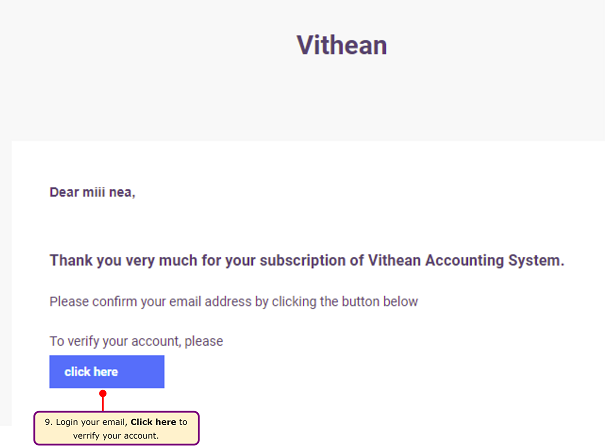 Vithean
Dear miii nea,
Thank you very much for your subscription of Vithean Accounting System.
Please confirm your email address by clicking the button below
To verify your account, please
click here
9. Login your email, Click here to
verify your account.